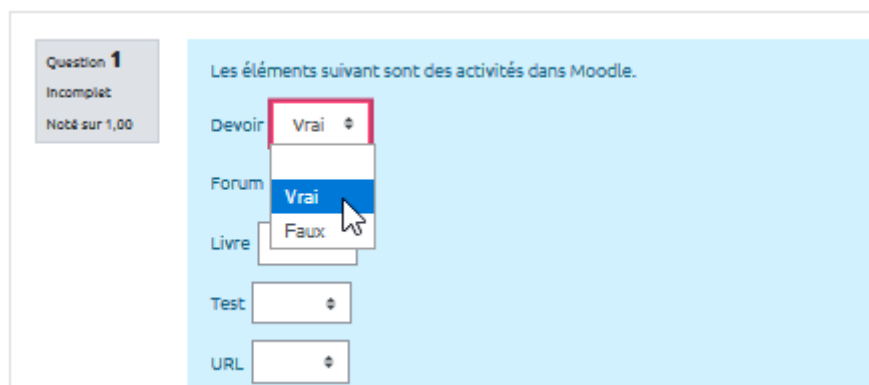 Question 1
Incomplet
Noté sur 1,00
Les éléments suivant sont des activités dans Moodle.
Devoir Vrai
Forum
Vrai
Faux
Livre
Test
URL